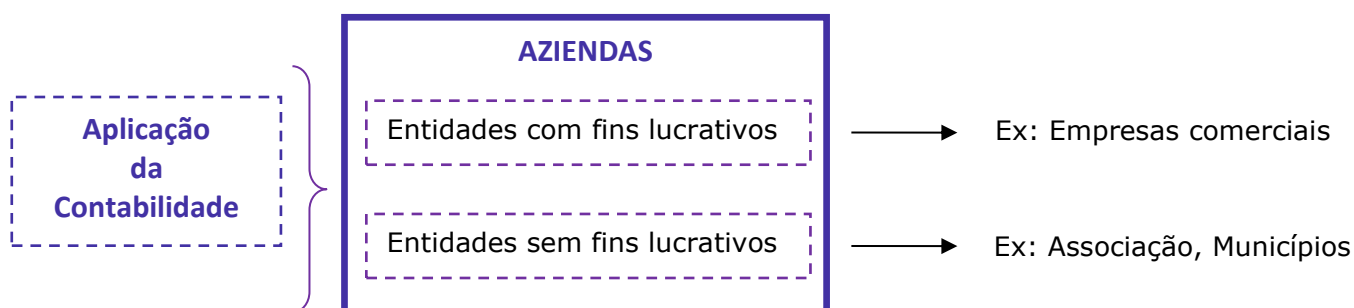 AZIENDAS
Aplicação
da
Contabilidade
Entidades com fins lucrativos
Ex: Empresas comerciais
Entidades sem fins lucrativos
Ex: Associação, Municípios